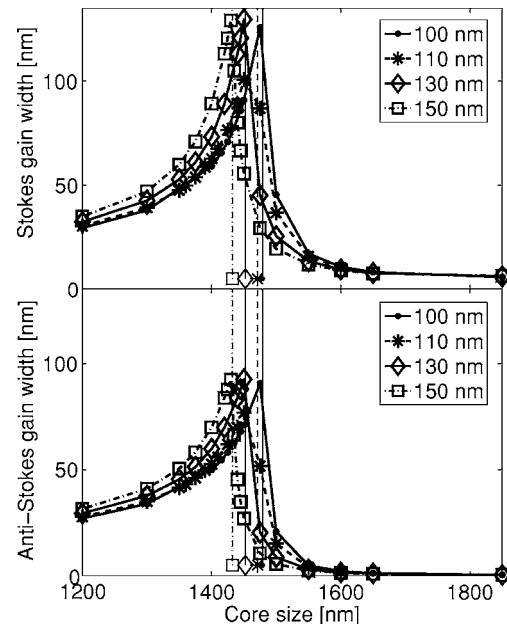 Stokes gain width [nm]
100
50
0
100 nm
110 nm
130 nm
150 nm
Anti−Stokes gain width [nm]
100
50
0
100 nm
110 nm
130 nm
150 nm
1200 1400 1600 1800
Core size [nm]